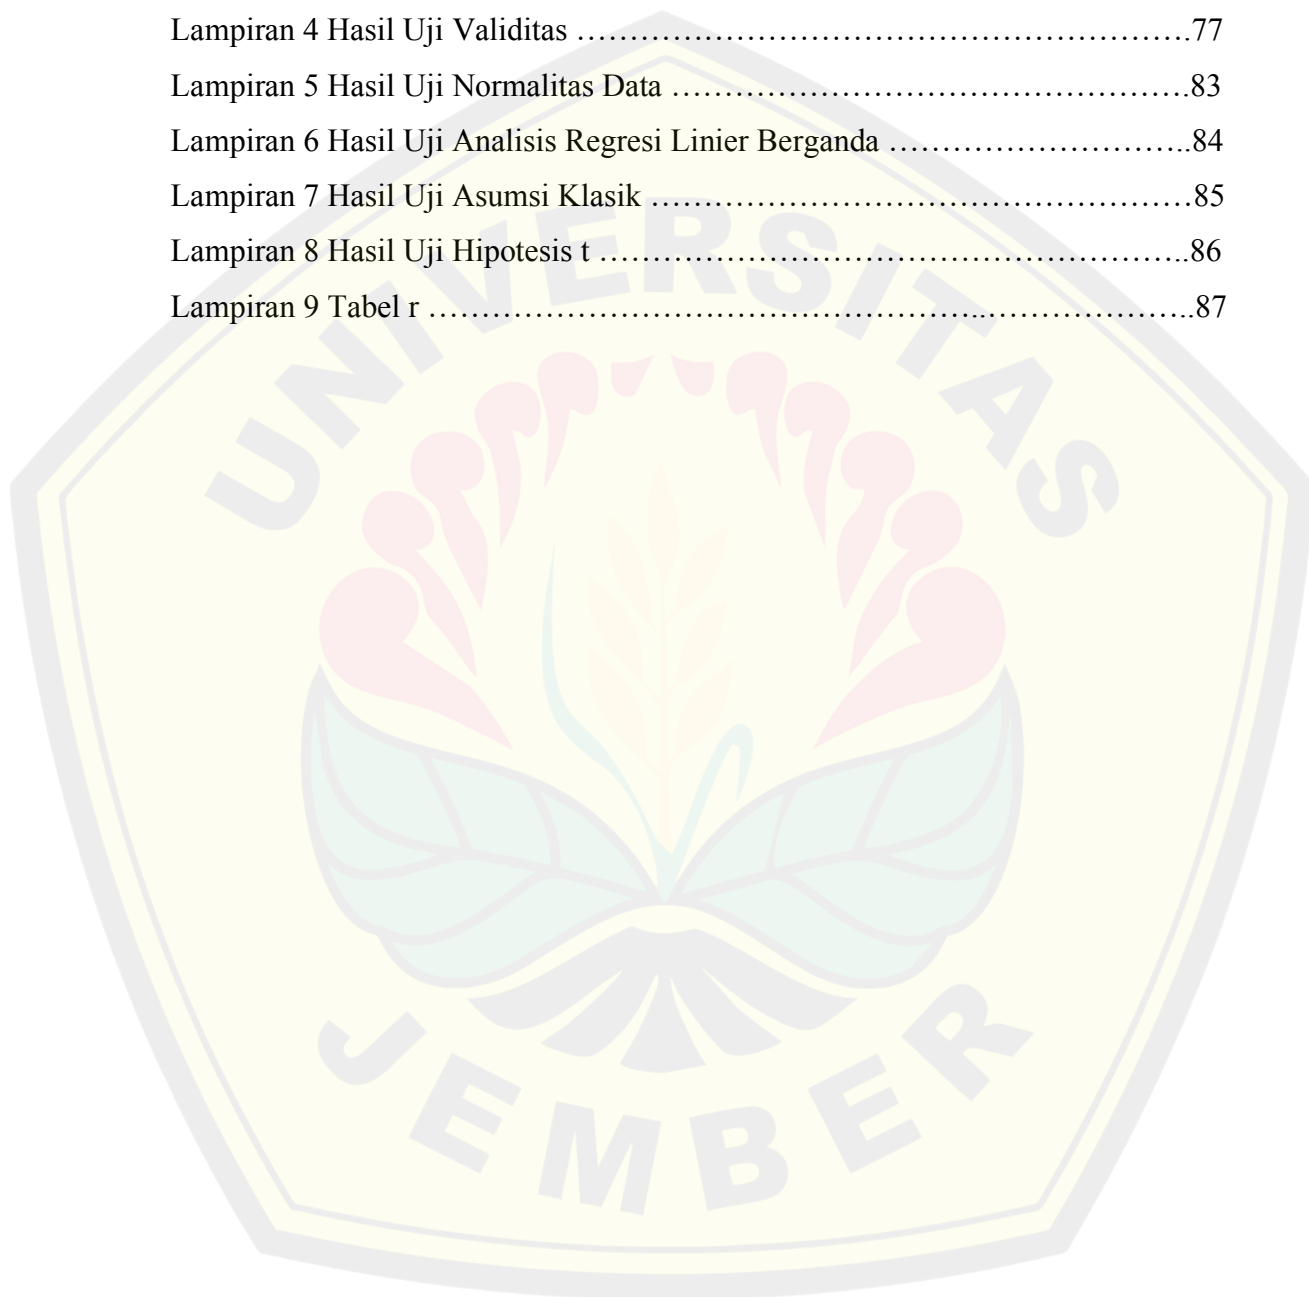 Lampiran 4 Hasil Uji Validitas ………………………………………………….77
Lampiran 5 Hasil Uji Normalitas Data ………………………………………….83
Lampiran 6 Hasil Uji Analisis Regresi Linier Berganda ………………………..84
Lampiran 7 Hasil Uji Asumsi Klasik ……………………………………………85
Lampiran 8 Hasil Uji Hipotesis t ………………………………………………..86
Lampiran 9 Tabel r ……………………………………………..………………..87
UNIVERSITAS
JEMBER